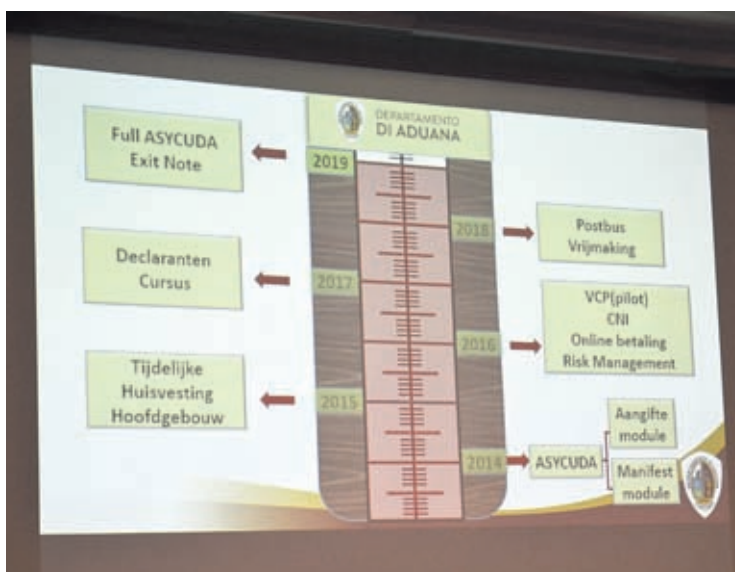 DEPARTAMENTO
DI ADUANA
2019
Full ASYCUDA
Exit Note
2018
Postbus
Vrijmaking
2017
Declaranten
Cursus
2016
VCP(pilot)
CNI
Online betaling
Risk Management
2015
Tijdelijke
Huisvesting
Hoofdgebouw
2014
ASYCUDA
Aangifte
module
Manifest
module